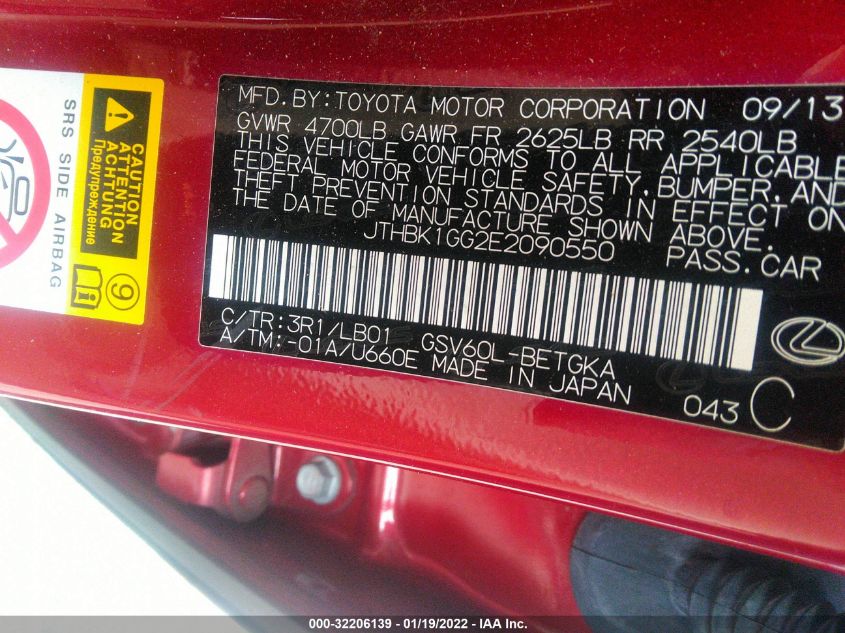 MFD.BY:TOYOTA MOTOR CORPORATION 09/13
GVWR 4700LB GAWR FR 2625LB RR 2540LB
THIS VEHICLE CONFORMS TO ALL APPLICABLE
FEDERAL MOTOR VEHICLE SAFETY, BUMPER, AND
THEFT PREVENTION STANDARDS IN EFFECT ON
THE DATE OF MANUFACTURE SHOWN ABOVE.
JTHBK1GG2E2090550 PASS.CAR
C/TR:3R1/LB01 GSV60L-BETGKA
A/TM:-01A/U660E MADE IN JAPAN
043 C
SRS SIDE AIRBAG
CAUTION
ATTENTION
ACHTUNG
Предупреждение
9
000-32206139 - 01/19/2022 - IAA Inc.